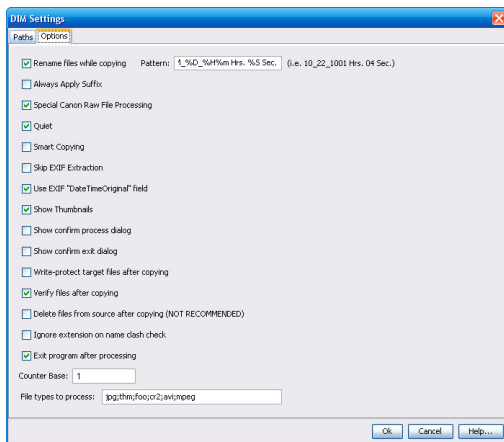 DIM Settings
Paths Options
Rename files while copying Pattern: 1_%D_%H%m Hrs. %S Sec. (i.e. 10_22_1001 Hrs. 04 Sec.)
Always Apply Suffix
Special Canon Raw File Processing
Quiet
Smart Copying
Skip EXIF Extraction
Use EXIF "DateTimeOriginal" field
Show Thumbnails
Show confirm process dialog
Show confirm exit dialog
Write-protect target files after copying
Verify files after copying
Delete files from source after copying (NOT RECOMMENDED)
Ignore extension on name clash check
Exit program after processing
Counter Base: 1
File types to process: jpg;thm;foo;cr2;avi;mpeg
Ok Cancel Help...